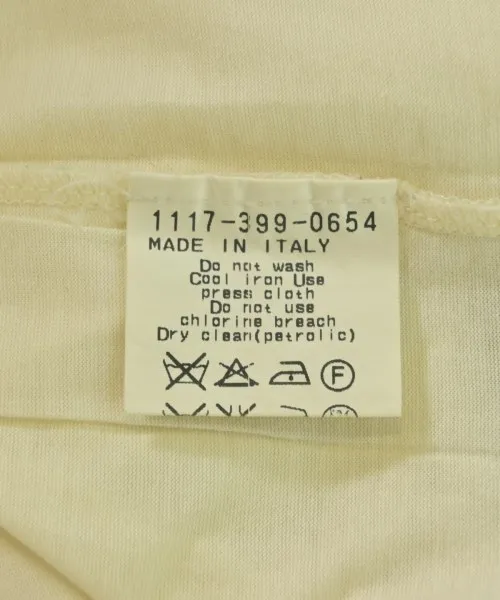 1117-399-0654
MADE IN ITALY
Do not wash
Cool iron Use
press cloth
Do not use
chlorine breach
Dry clean(petrolic)
F